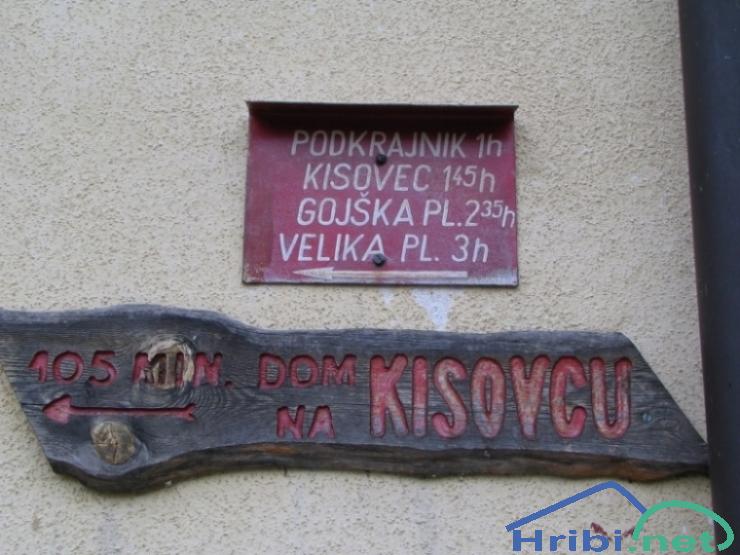 PODKRAJNIK 1h
KISOVEC 1⁴⁵h
GOJŠKA PL. 2³⁵h
VELIKA PL. 3h
105 MIN. DOM NA KISOVCU
Hribi.net